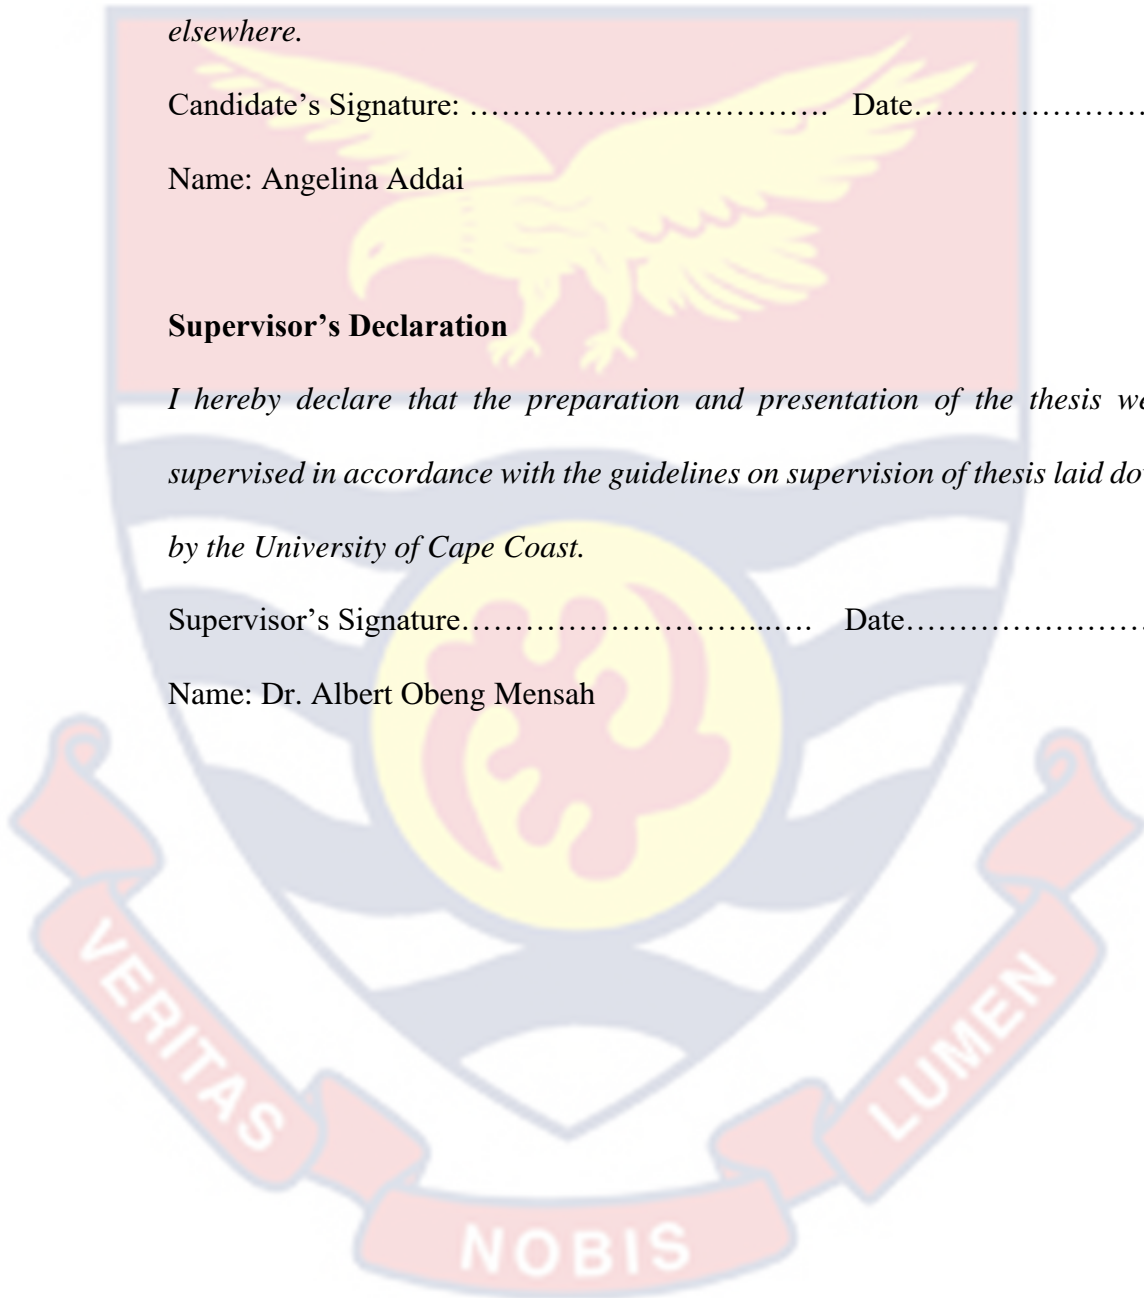 elsewhere.
Candidate's Signature: ……………………………. Date…………………
Name: Angelina Addai
Supervisor's Declaration
I hereby declare that the preparation and presentation of the thesis we
supervised in accordance with the guidelines on supervision of thesis laid do
by the University of Cape Coast.
Supervisor's Signature………………………...…. Date…………………
Name: Dr. Albert Obeng Mensah
VERITAS
NOBIS
LUMEN